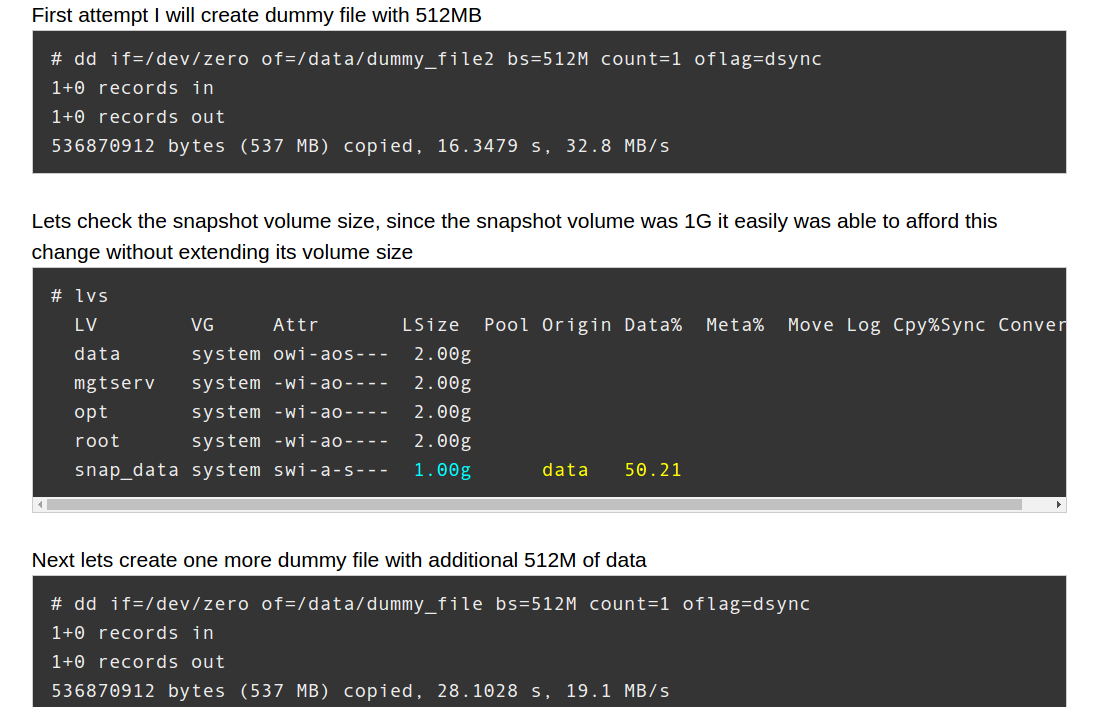 First attempt I will create dummy file with 512MB
# dd if=/dev/zero of=/data/dummy_file2 bs=512M count=1 oflag=dsync
1+0 records in
1+0 records out
536870912 bytes (537 MB) copied, 16.3479 s, 32.8 MB/s
Lets check the snapshot volume size, since the snapshot volume was 1G it easily was able to afford this
change without extending its volume size
# lvs
  LV        VG     Attr       LSize  Pool Origin Data%  Meta%  Move Log Cpy%Sync Conver
  data      system owi-aos---  2.00g
  mgtserv   system -wi-ao----  2.00g
  opt       system -wi-ao----  2.00g
  root      system -wi-ao----  2.00g
  snap_data system swi-a-s---  1.00g      data   50.21
Next lets create one more dummy file with additional 512M of data
# dd if=/dev/zero of=/data/dummy_file bs=512M count=1 oflag=dsync
1+0 records in
1+0 records out
536870912 bytes (537 MB) copied, 28.1028 s, 19.1 MB/s